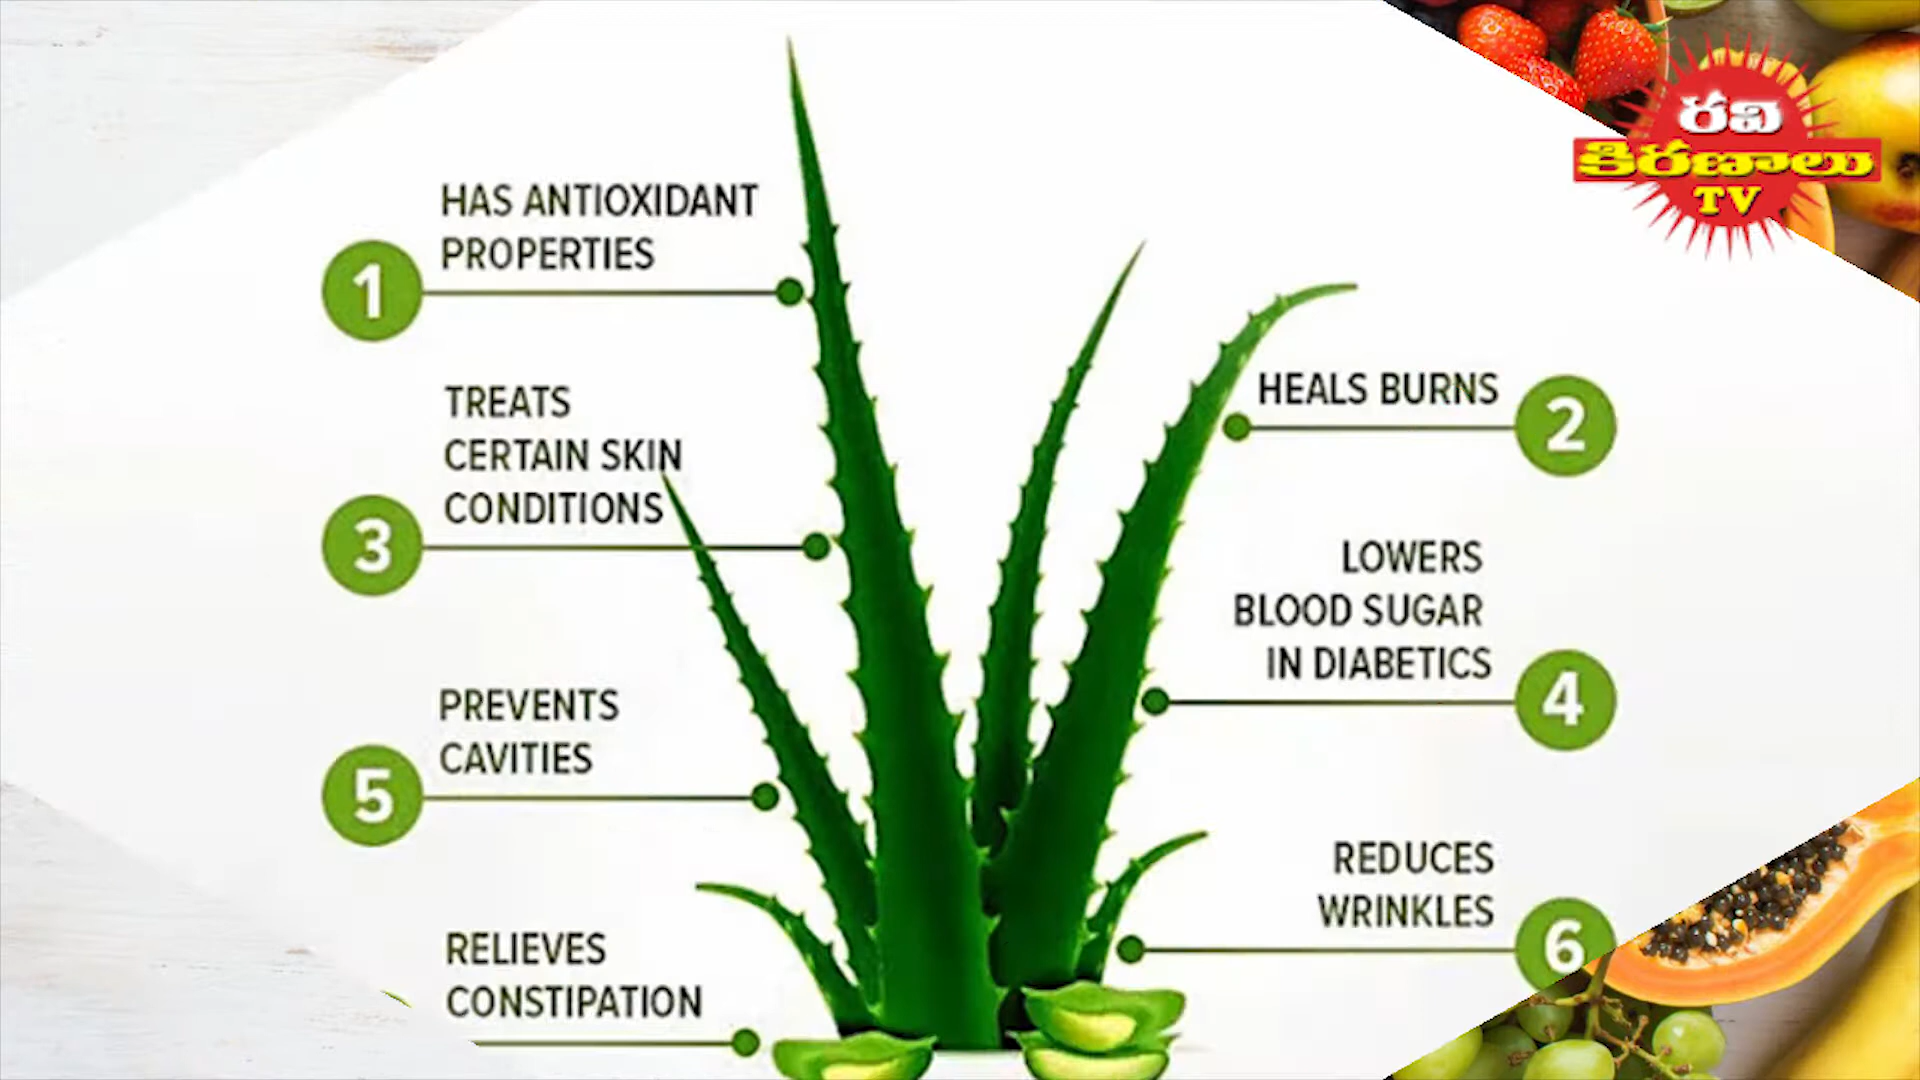 రవి
కిరణాలు
TV
HAS ANTIOXIDANT
PROPERTIES
1
HEALS BURNS
2
TREATS
CERTAIN SKIN
CONDITIONS
3
LOWERS
BLOOD SUGAR
IN DIABETICS
4
PREVENTS
CAVITIES
5
REDUCES
WRINKLES
6
RELIEVES
CONSTIPATION